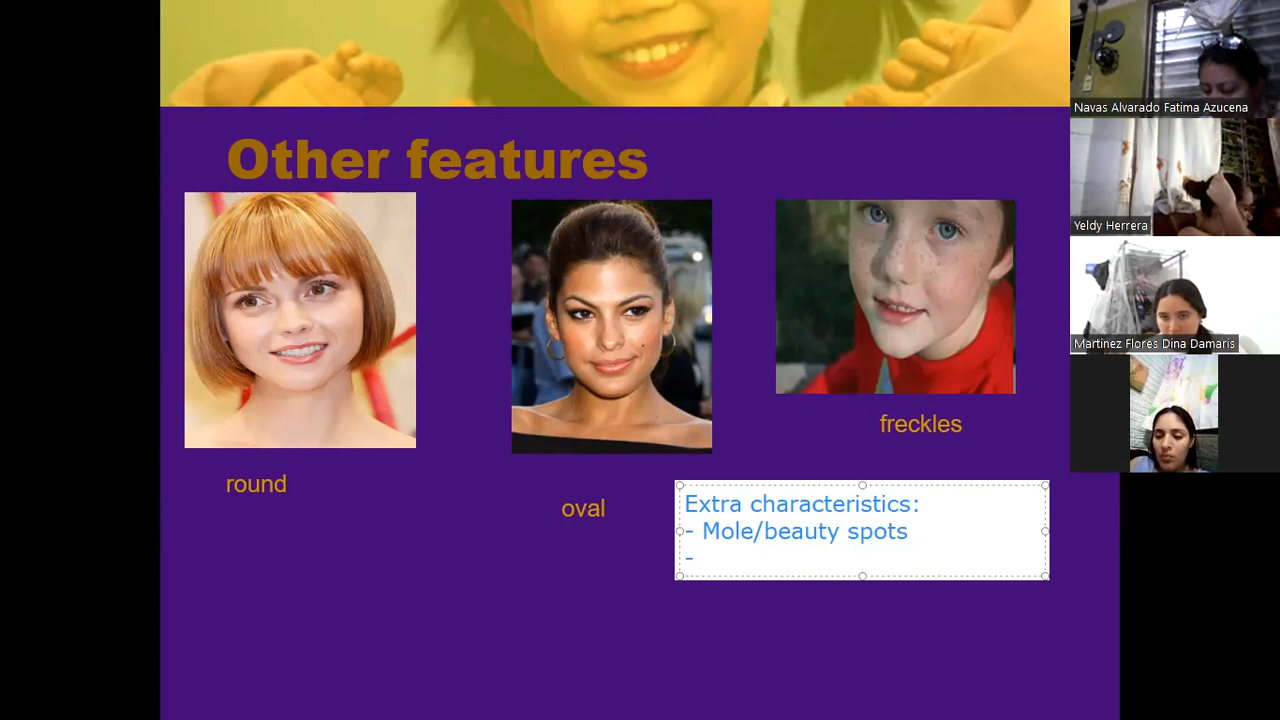 Other features
round
oval
freckles
Extra characteristics:
- Mole/beauty spots
-
Navas Alvarado Fatima Azucena
Yeldy Herrera
Martinez Flores Dina Damaris